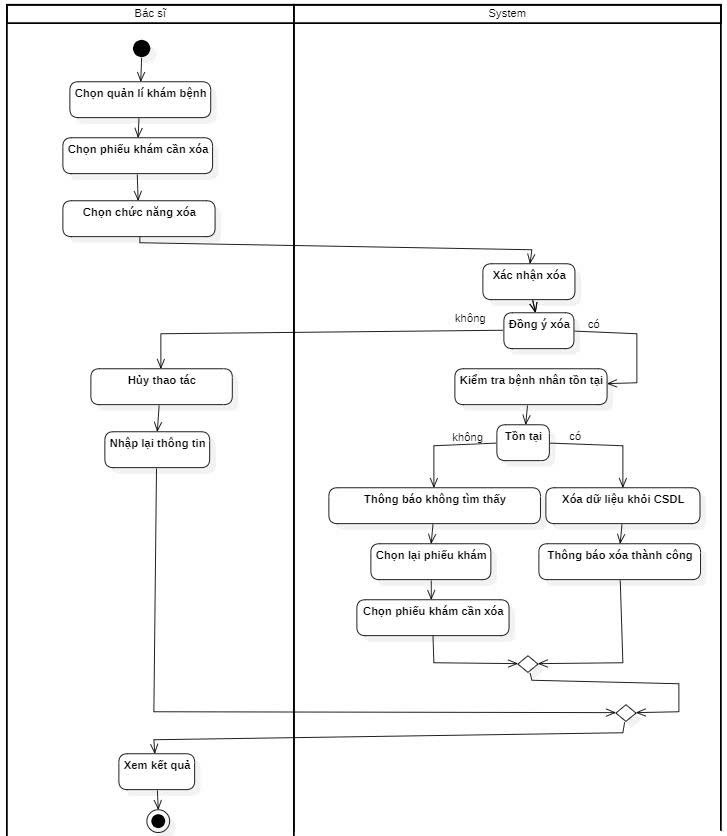 Bác sĩ
System
Chọn quản lí khám bệnh
Chọn phiếu khám cần xóa
Chọn chức năng xóa
Xác nhận xóa
không
Đồng ý xóa
có
Hủy thao tác
Kiểm tra bệnh nhân tồn tại
Nhập lại thông tin
không
Tồn tại
có
Thông báo không tìm thấy
Xóa dữ liệu khỏi CSDL
Chọn lại phiếu khám
Thông báo xóa thành công
Chọn phiếu khám cần xóa
Xem kết quả